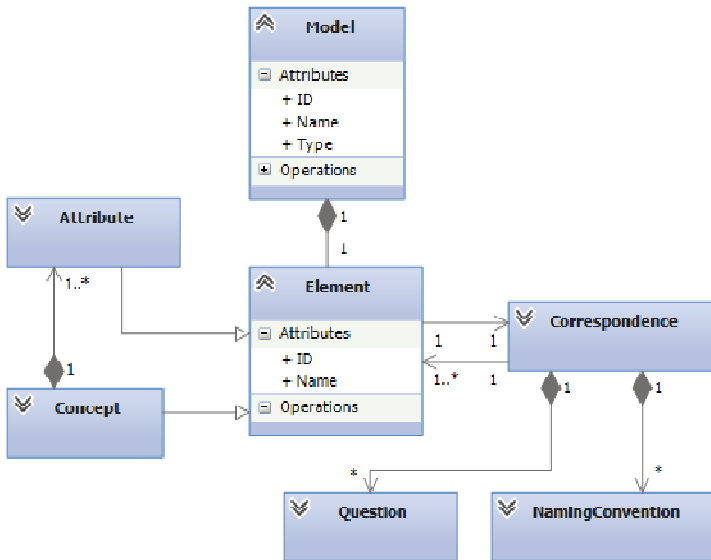 Model
Attributes
+ ID
+ Name
+ Type
Operations
1
1
Attribute
1..*
1
Concept
Element
Attributes
+ ID
+ Name
Operations
1
1
1..*
1
Correspondence
1
1
*
*
Question
NamingConvention